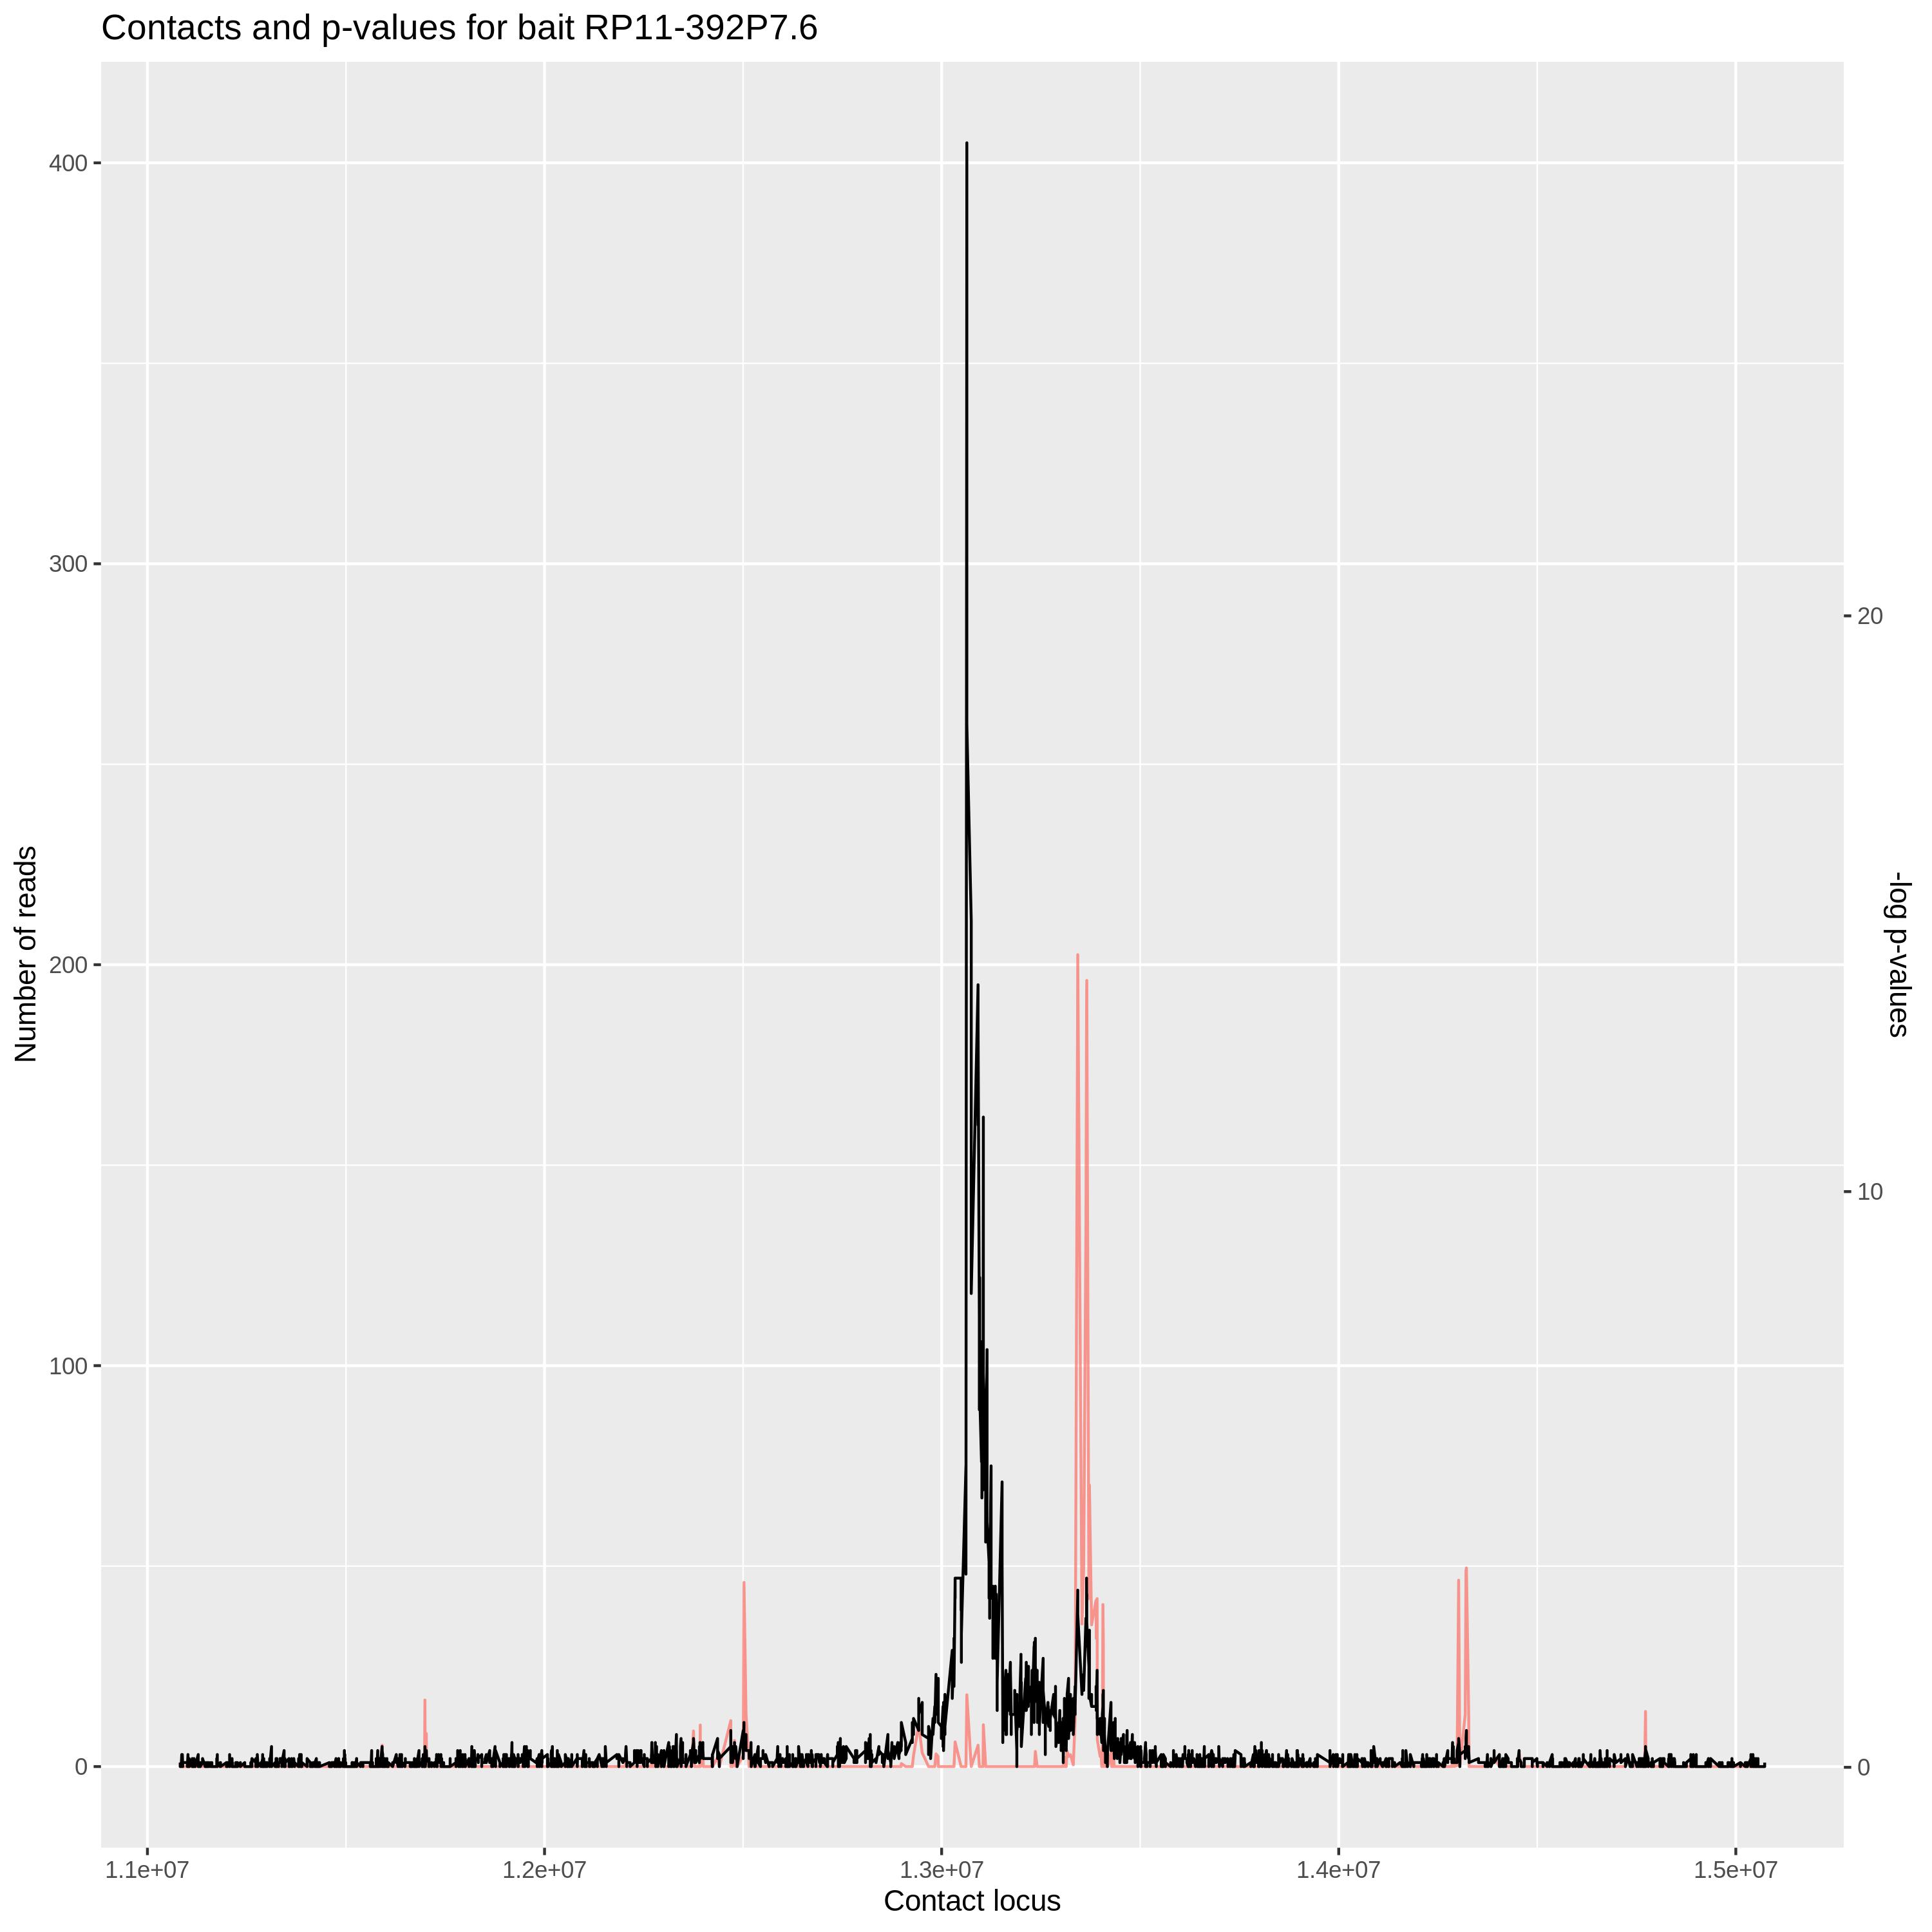 Contacts and p-values for bait RP11-392P7.6
400
300
200
100
0
Number of reads
20
10
0
-log p-values
1.1e+07 1.2e+07 1.3e+07 1.4e+07 1.5e+07
Contact locus